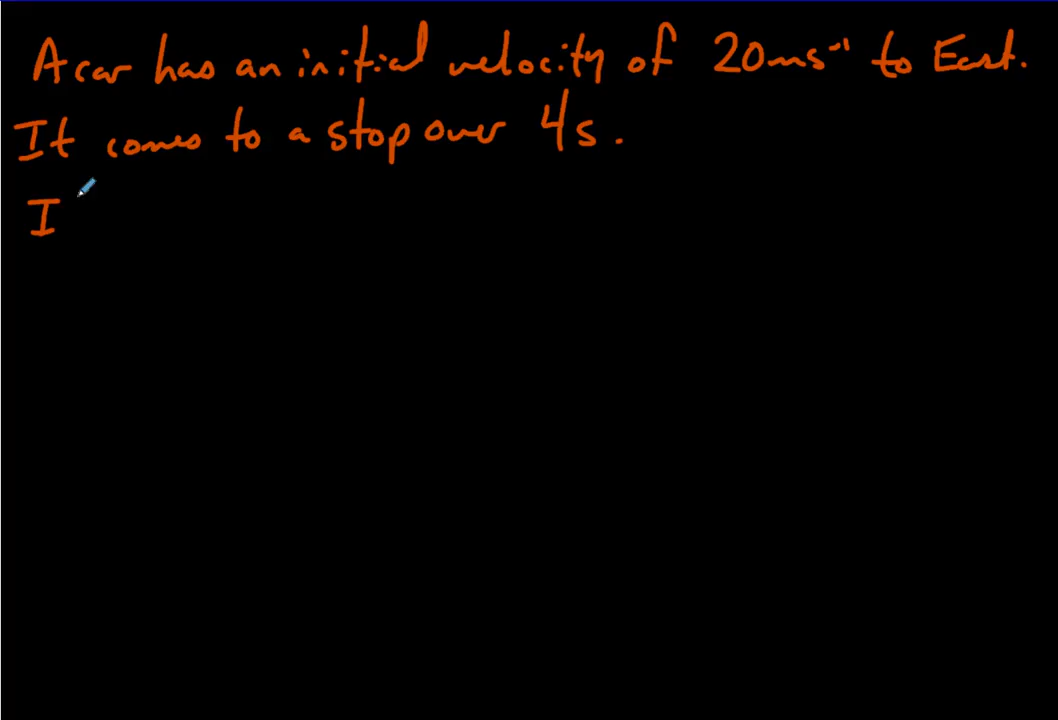 A car has an initial velocity of 20ms⁻¹ to East.
It comes to a stop over 4s.
I